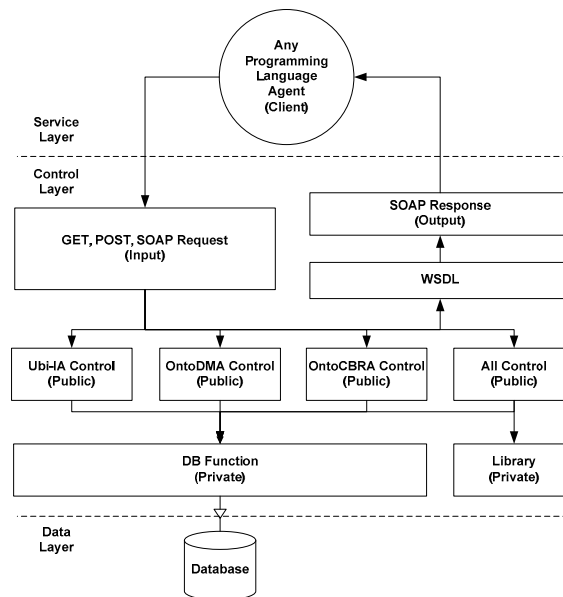 Any
Programming
Language
Agent
(Client)
Service
Layer
Control
Layer
GET, POST, SOAP Request
(Input)
SOAP Response
(Output)
WSDL
Ubi-IA Control
(Public)
OntoDMA Control
(Public)
OntoCBRA Control
(Public)
All Control
(Public)
DB Function
(Private)
Library
(Private)
Data
Layer
Database